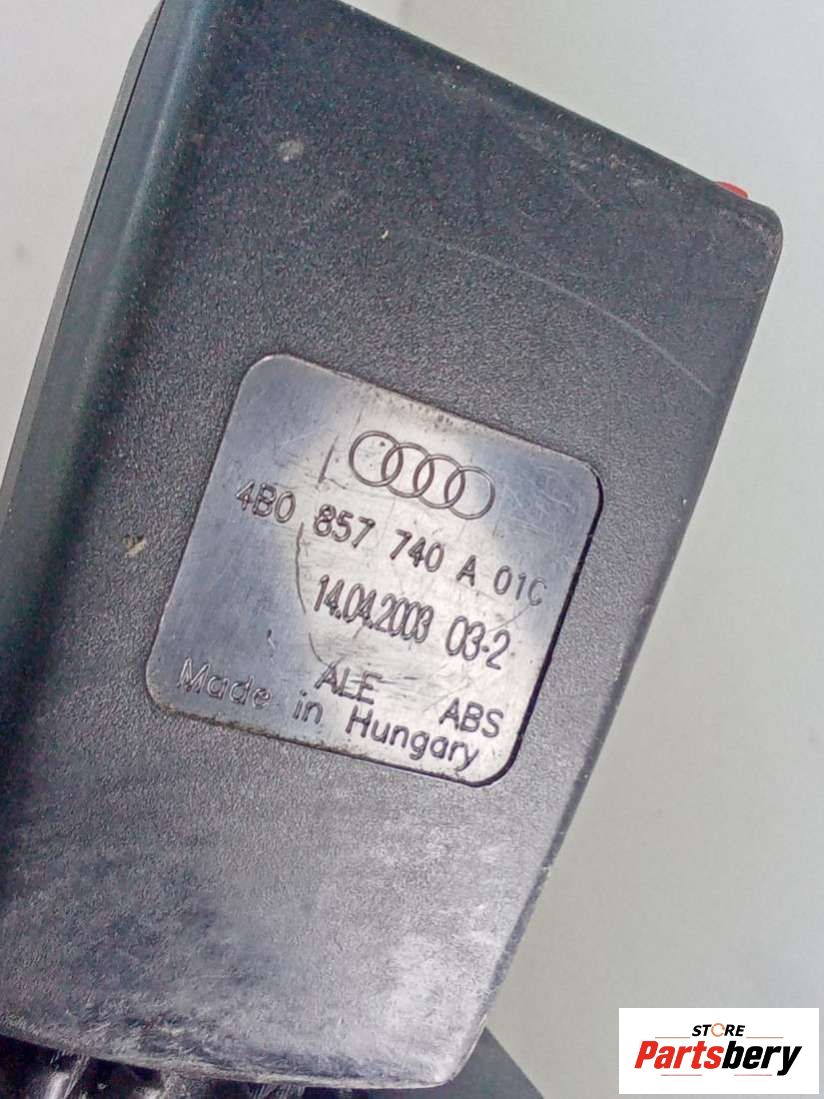 4B0 857 740 A 01C
14.04.2003 03-2
ALE ABS
Made in Hungary
STORE
Partsbery